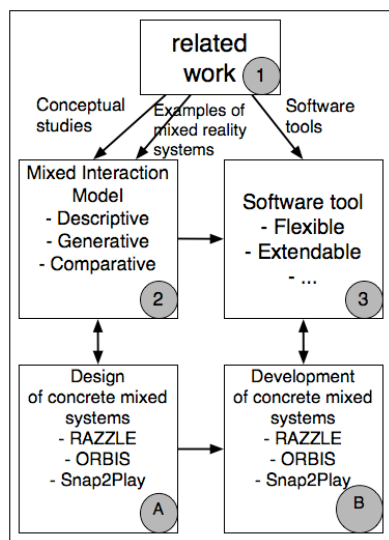 related
work
1
Conceptual
studies
Examples of
mixed reality
systems
Software
tools
Mixed Interaction
Model
- Descriptive
- Generative
- Comparative
2
Software tool
- Flexible
- Extendable
- ...
3
Design
of concrete mixed
systems
- RAZZLE
- ORBIS
- Snap2Play
A
Development
of concrete mixed
systems
- RAZZLE
- ORBIS
- Snap2Play
B